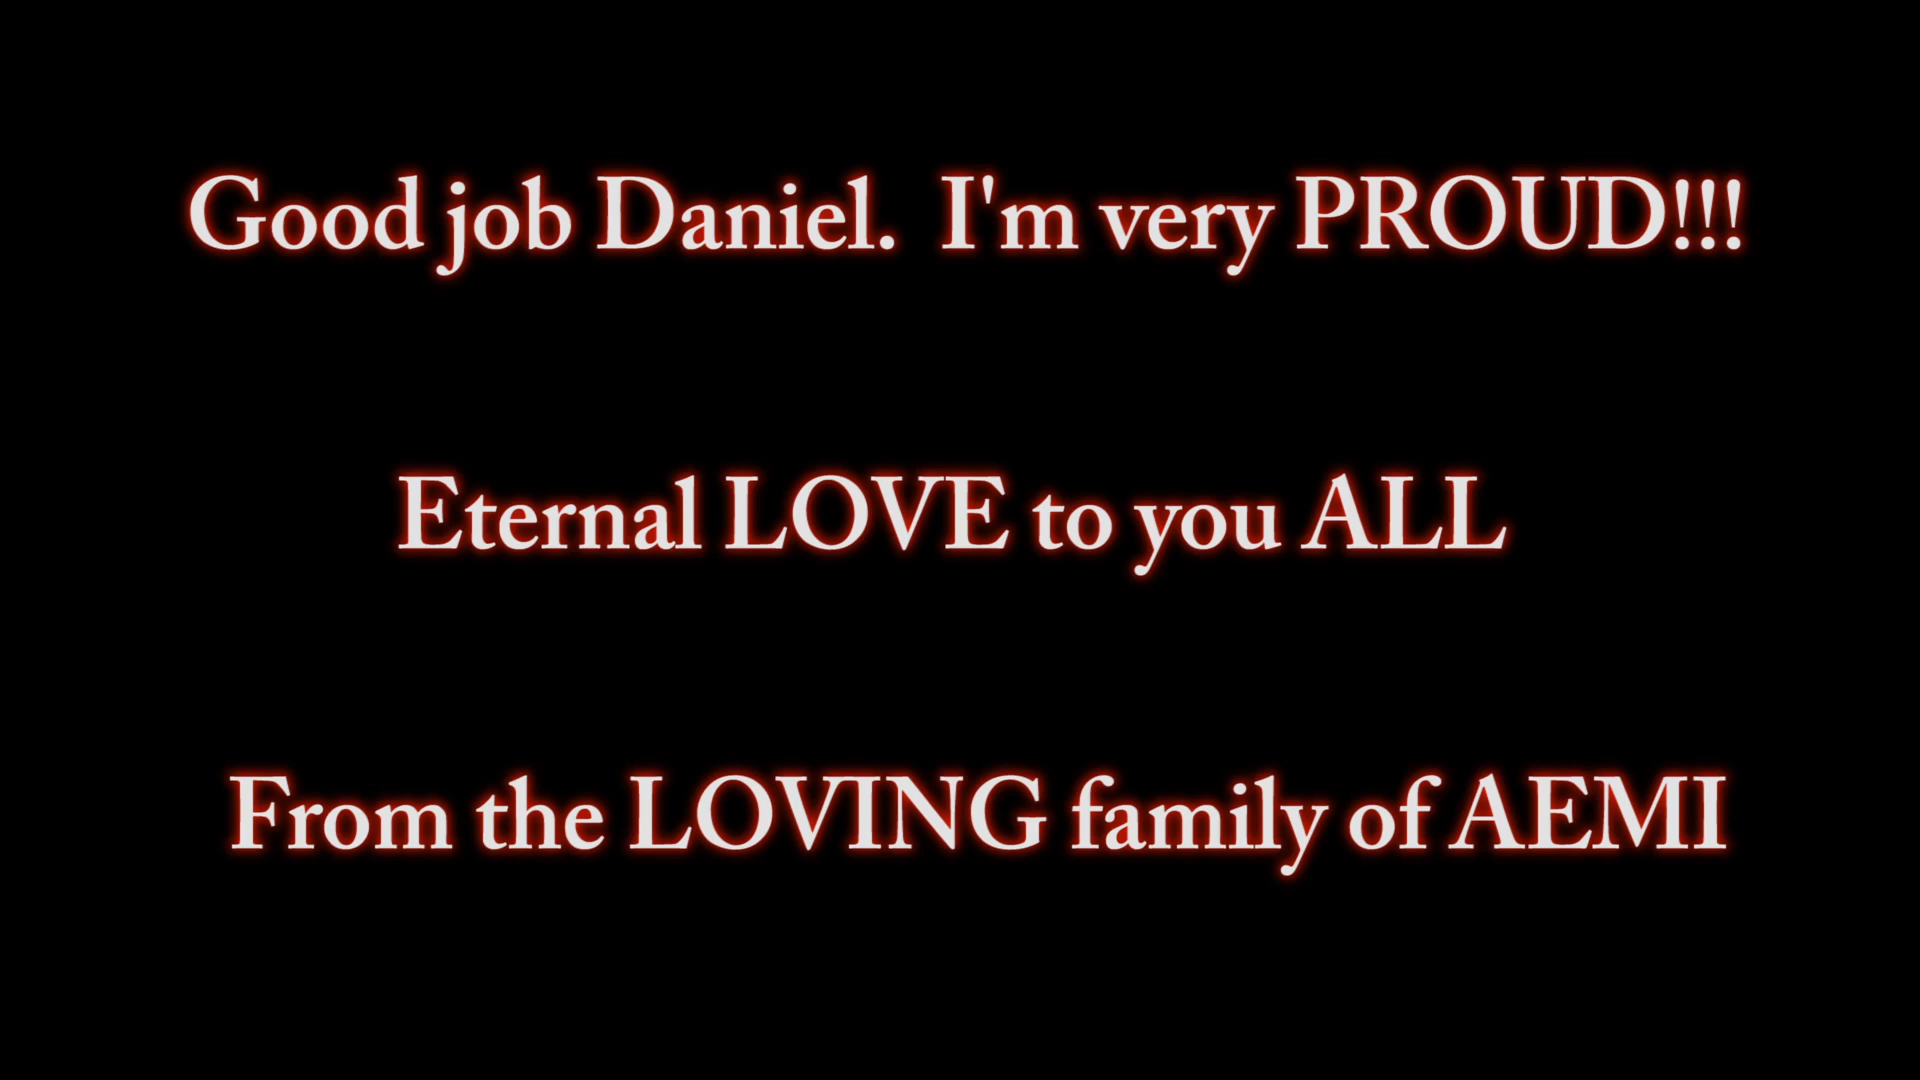 Good job Daniel.  I'm very PROUD!!!
Eternal LOVE to you ALL
From the LOVING family of AEMI